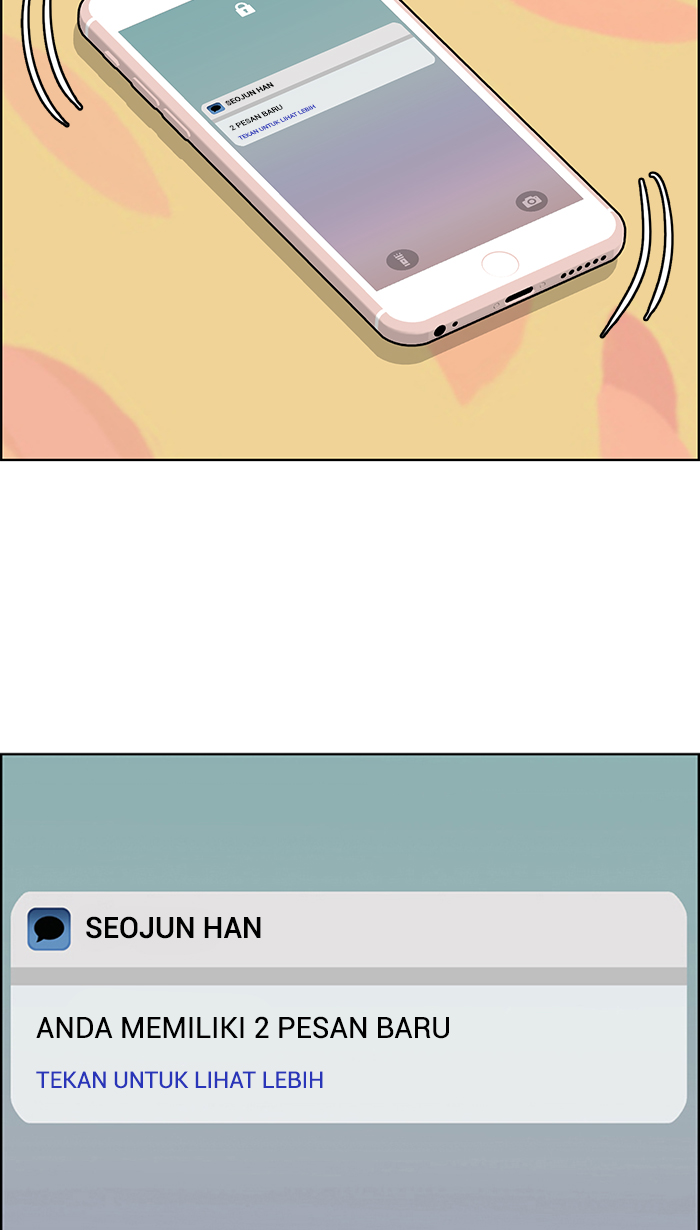 SEOJUN HAN
2 PESAN BARU
TEKAN UNTUK LIHAT LEBIH
SEOJUN HAN
ANDA MEMILIKI 2 PESAN BARU
TEKAN UNTUK LIHAT LEBIH